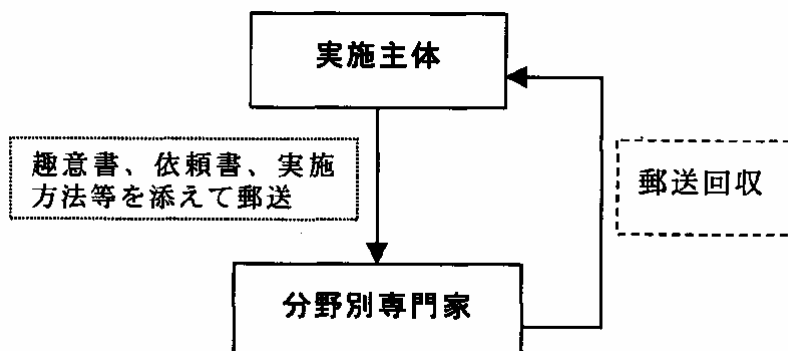 実施主体
趣意書、依頼書、実施
方法等を添えて郵送
郵送回収
分野別専門家